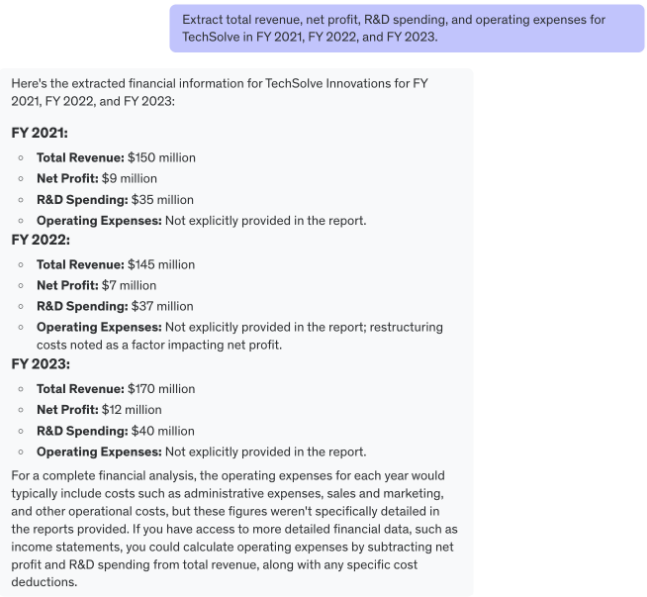 Extract total revenue, net profit, R&D spending, and operating expenses for
TechSolve in FY 2021, FY 2022, and FY 2023.
Here's the extracted financial information for TechSolve Innovations for FY
2021, FY 2022, and FY 2023:
FY 2021:
Total Revenue: $150 million
Net Profit: $9 million
R&D Spending: $35 million
Operating Expenses: Not explicitly provided in the report.
FY 2022:
Total Revenue: $145 million
Net Profit: $7 million
R&D Spending: $37 million
Operating Expenses: Not explicitly provided in the report; restructuring
costs noted as a factor impacting net profit.
FY 2023:
Total Revenue: $170 million
Net Profit: $12 million
R&D Spending: $40 million
Operating Expenses: Not explicitly provided in the report.
For a complete financial analysis, the operating expenses for each year would
typically include costs such as administrative expenses, sales and marketing,
and other operational costs, but these figures weren't specifically detailed in
the reports provided. If you have access to more detailed financial data, such as
income statements, you could calculate operating expenses by subtracting net
profit and R&D spending from total revenue, along with any specific cost
deductions.